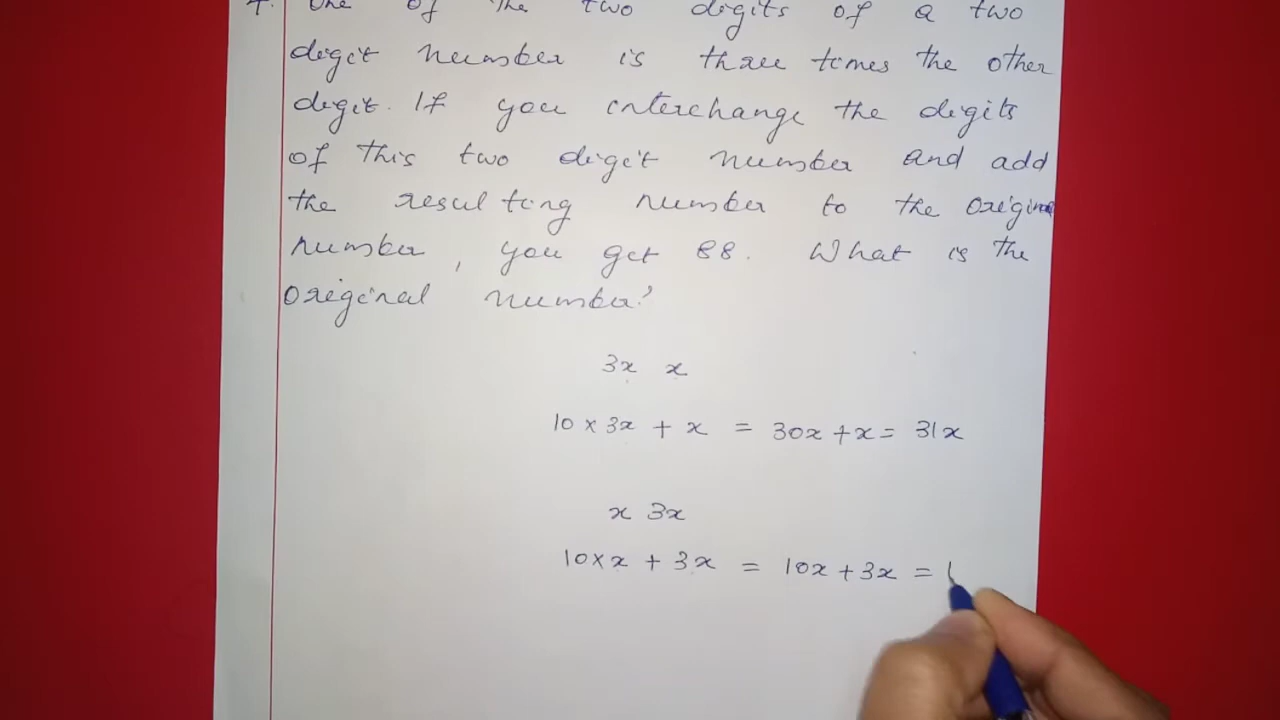 4. One of the two digits of a two
digit number is three times the other
digit. If you interchange the digits
of this two digit number and add
the resulting number to the original
number, you get 88. What is the
original number?
3x x
10 × 3x + x = 30x + x = 31x
x 3x
10 × x + 3x = 10x + 3x = 1